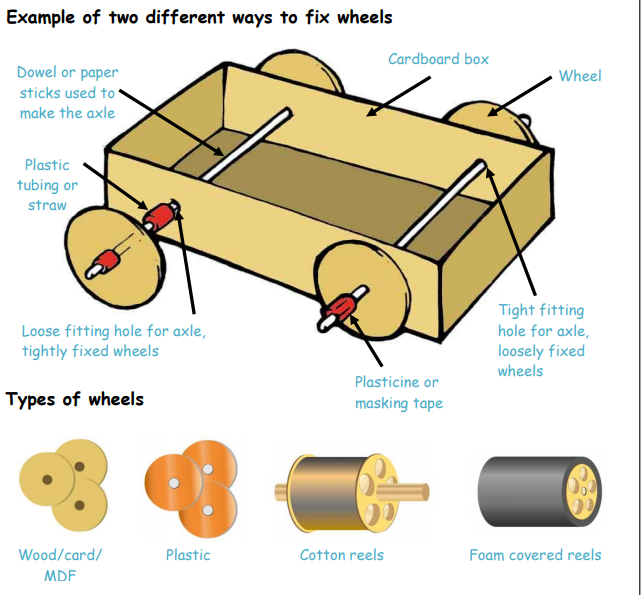 Example of two different ways to fix wheels
Cardboard box
Dowel or paper
sticks used to
make the axle
Wheel
Plastic
tubing or
straw
Loose fitting hole for axle,
tightly fixed wheels
Tight fitting
hole for axle,
loosely fixed
wheels
Plasticine or
masking tape
Types of wheels
Wood/card/
MDF
Plastic
Cotton reels
Foam covered reels